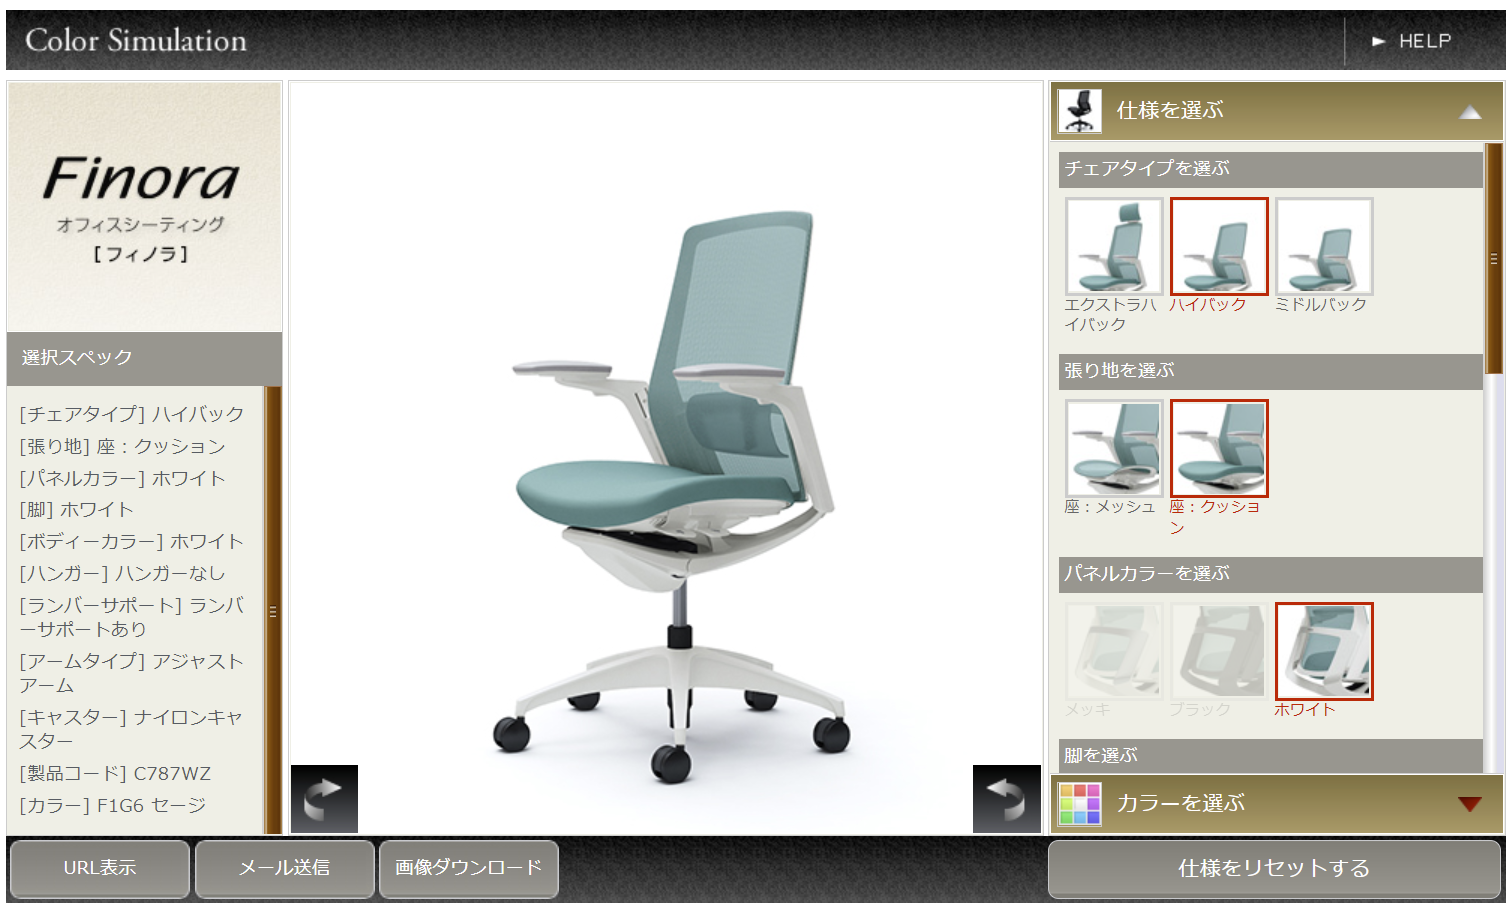 Color Simulation
HELP
Finora
オフィスシーティング
[フィノラ]
選択スペック
[チェアタイプ] ハイバック
[張り地] 座：クッション
[パネルカラー] ホワイト
[脚] ホワイト
[ボディーカラー] ホワイト
[ハンガー] ハンガーなし
[ランバーサポート] ランバ
ーサポートあり
[アームタイプ] アジャスト
アーム
[キャスター] ナイロンキャ
スター
[製品コード] C787WZ
[カラー] F1G6 セージ
仕様を選ぶ
チェアタイプを選ぶ
エクストラハ
イバック
ハイバック
ミドルバック
張り地を選ぶ
座：メッシュ
座：クッショ
ン
パネルカラーを選ぶ
メッキ
ブラック
ホワイト
脚を選ぶ
カラーを選ぶ
URL表示
メール送信
画像ダウンロード
仕様をリセットする